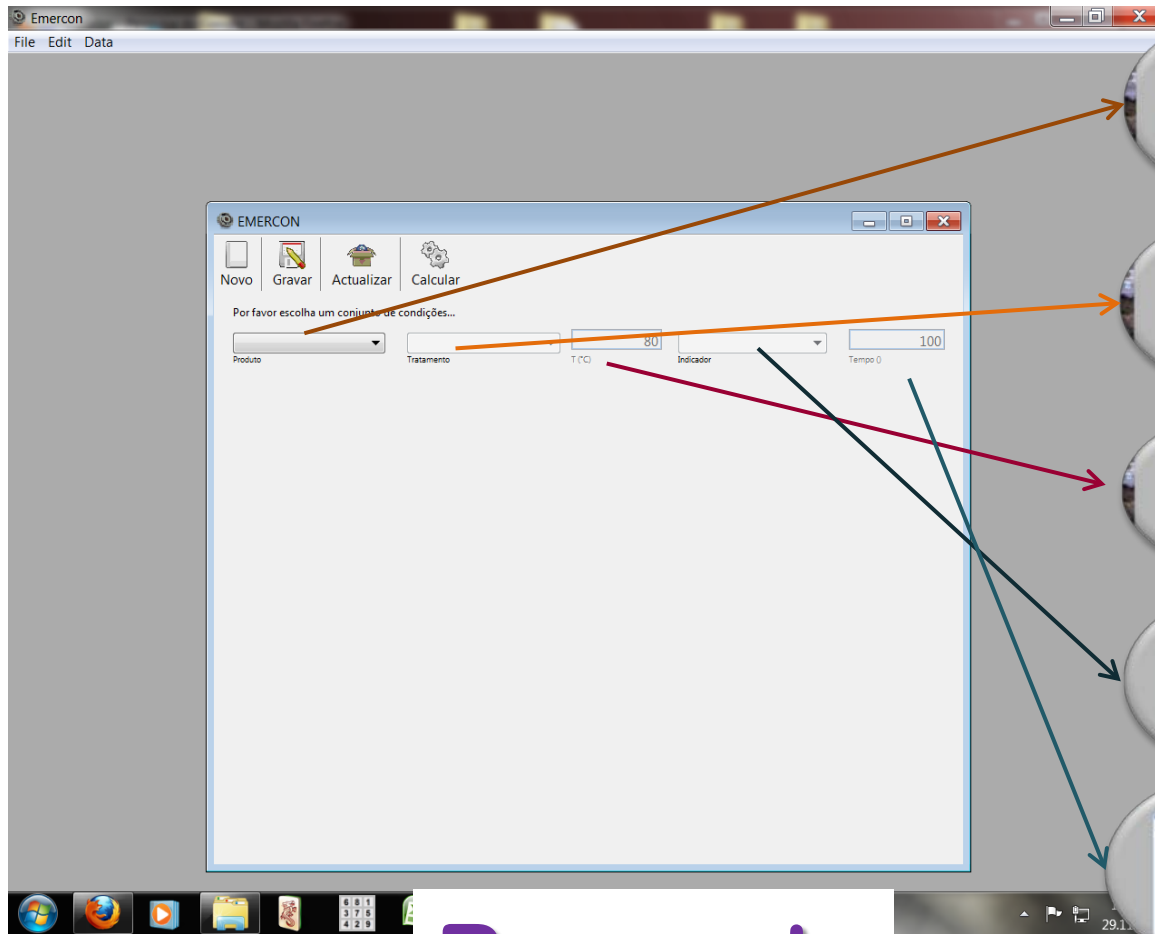 Emercon
File Edit Data
EMERCON
Novo Gravar Actualizar Calcular
Por favor escolha um conjunto de condições...
80 100
Produto Tratamento T (°C) Indicador Tempo ()
6 8 1
3 7 5
4 2 9